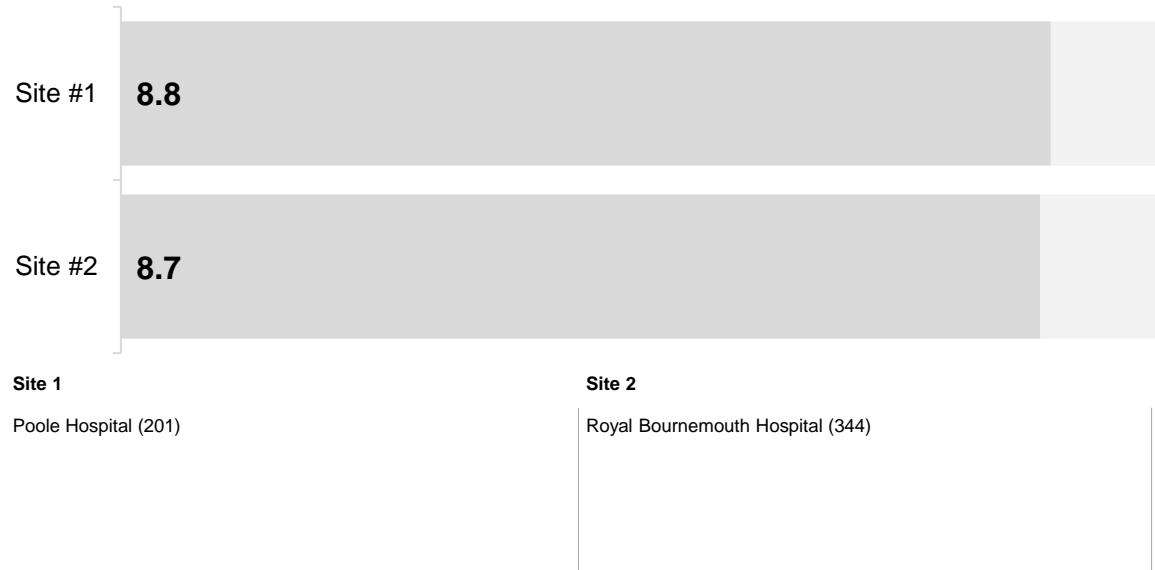 Site #1
8.8
Site #2
8.7
Site 1
Site 2
Poole Hospital (201)
Royal Bournemouth Hospital (344)